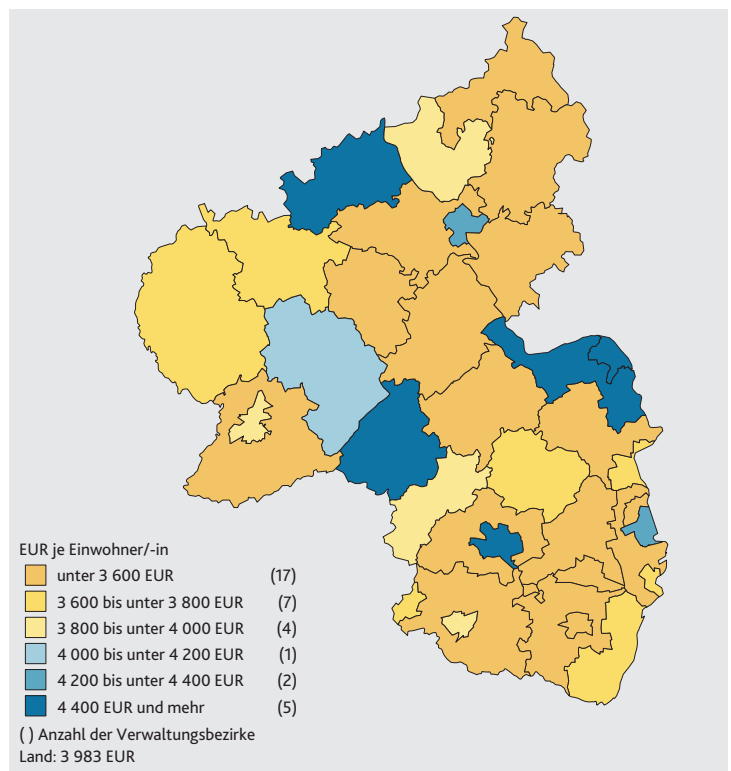 EUR je Einwohner/-in
unter 3 600 EUR (17)
3 600 bis unter 3 800 EUR (7)
3 800 bis unter 4 000 EUR (4)
4 000 bis unter 4 200 EUR (1)
4 200 bis unter 4 400 EUR (2)
4 400 EUR und mehr (5)
( ) Anzahl der Verwaltungsbezirke
Land: 3 983 EUR